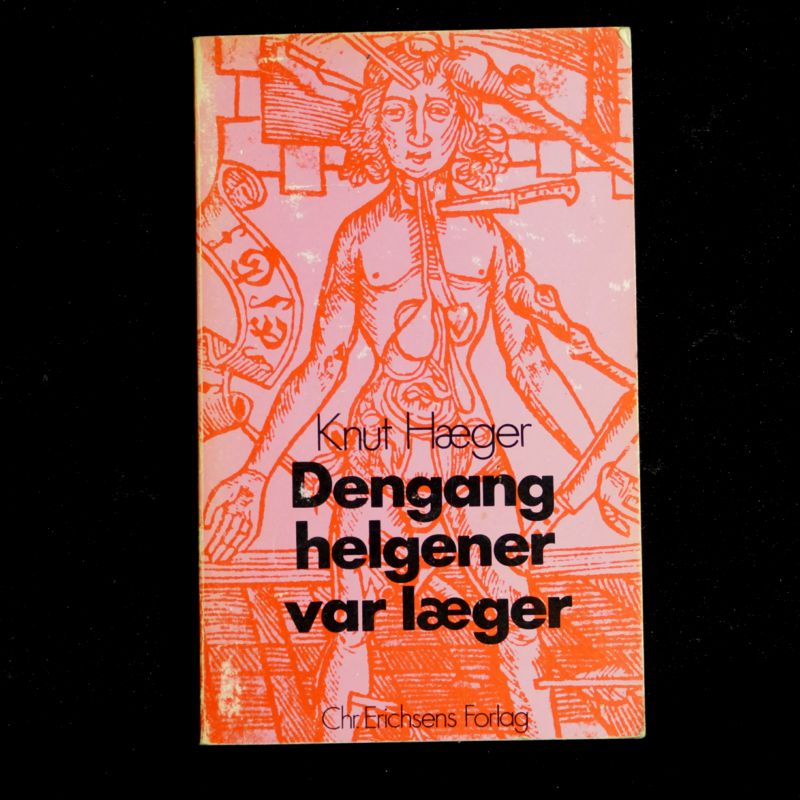 Knut Hæger
Dengang
helgener
var læger
Chr. Erichsens Forlag